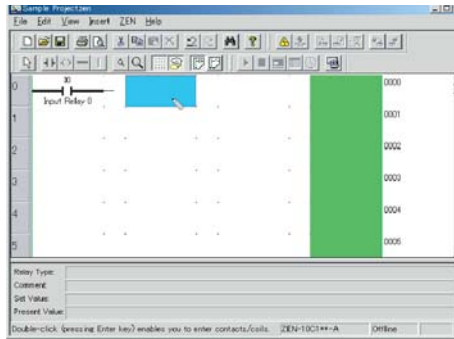 Sample Project.zen
File Edit View Insert ZEN Help
0 I0 0000
Input Relay 0
1 0001
2 0002
3 0003
4 0004
5 0005
Relay Type:
Comment:
Set Value:
Present Value:
Double-click (pressing Enter key) enables you to enter contacts/coils. ZEN-10C1**-A Offline